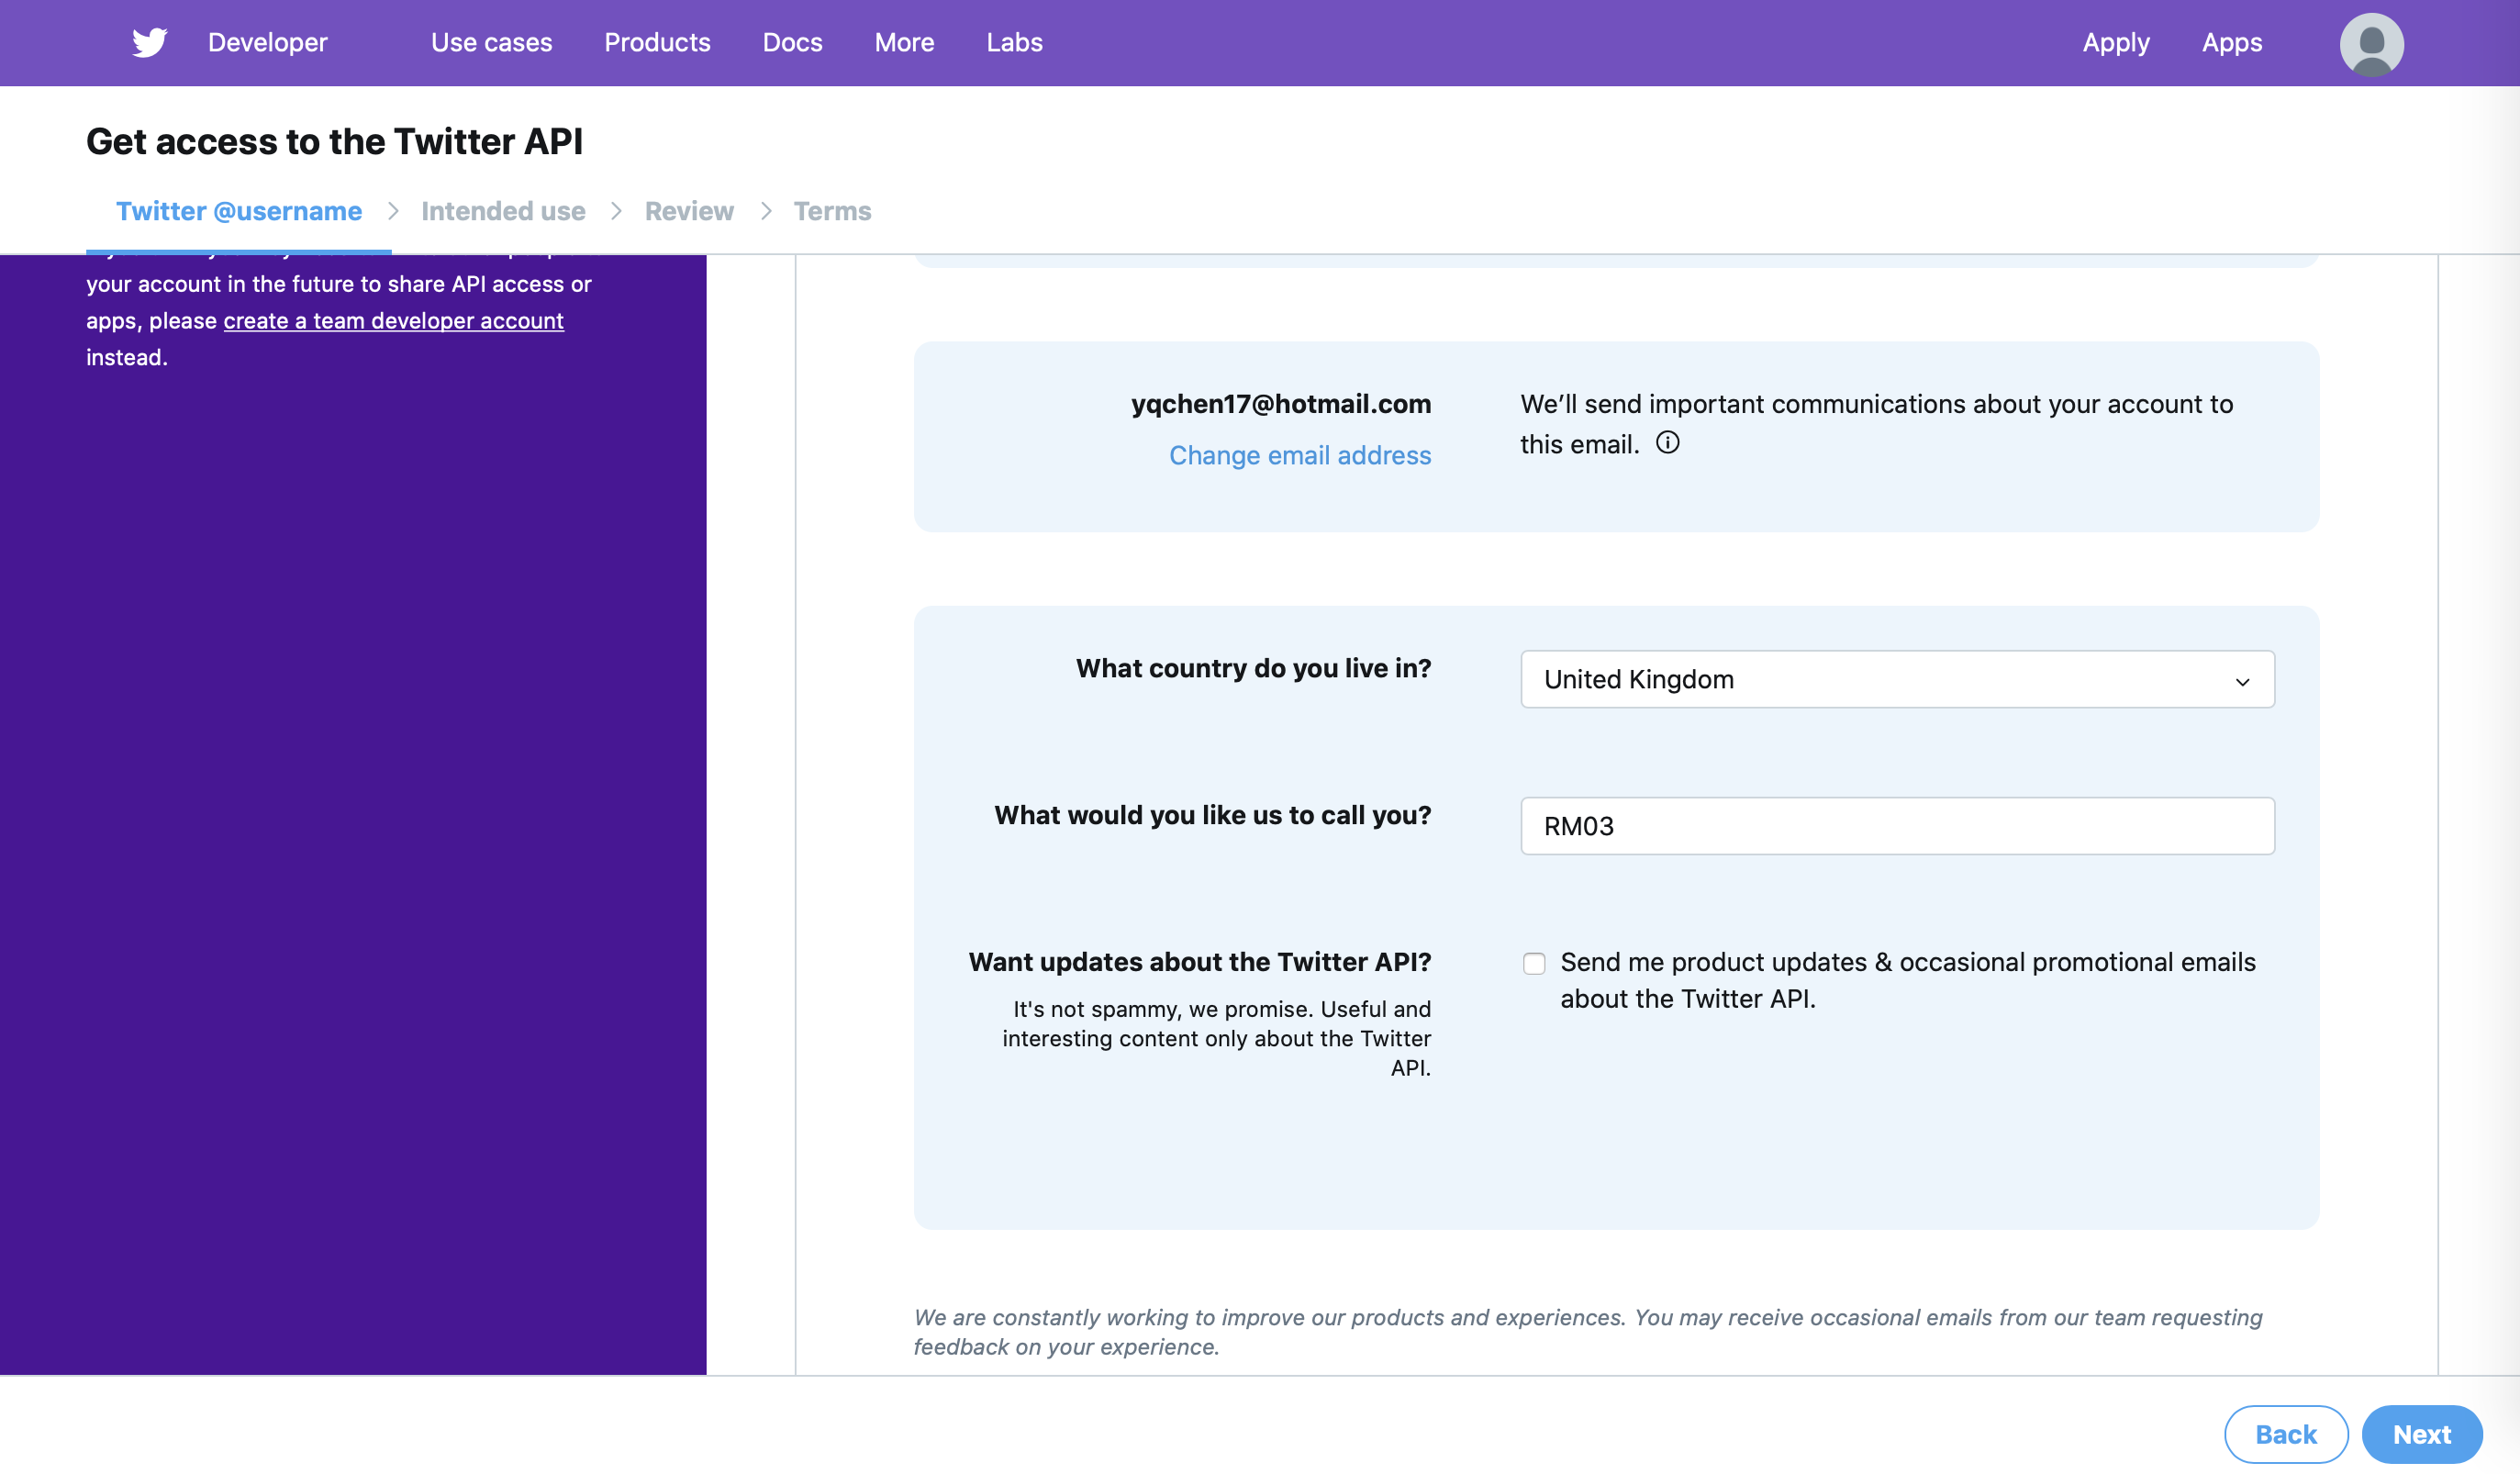 Developer
Use cases
Products
Docs
More
Labs
Apply
Apps
Get access to the Twitter API
Twitter @username
Intended use
Review
Terms
your account in the future to share API access or
apps, please create a team developer account
instead.
yqchen17@hotmail.com
Change email address
We’ll send important communications about your account to
this email.
What country do you live in?
United Kingdom
What would you like us to call you?
RM03
Want updates about the Twitter API?
It's not spammy, we promise. Useful and
interesting content only about the Twitter
API.
Send me product updates & occasional promotional emails
about the Twitter API.
We are constantly working to improve our products and experiences. You may receive occasional emails from our team requesting
feedback on your experience.
Back
Next